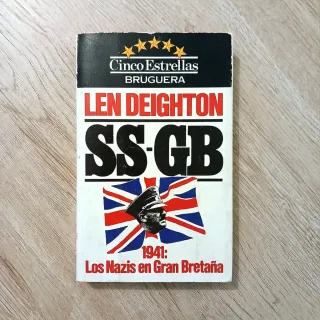 Cinco Estrellas
BRUGUERA
LEN DEIGHTON
SS-GB
1941:
Los Nazis en Gran Bretaña